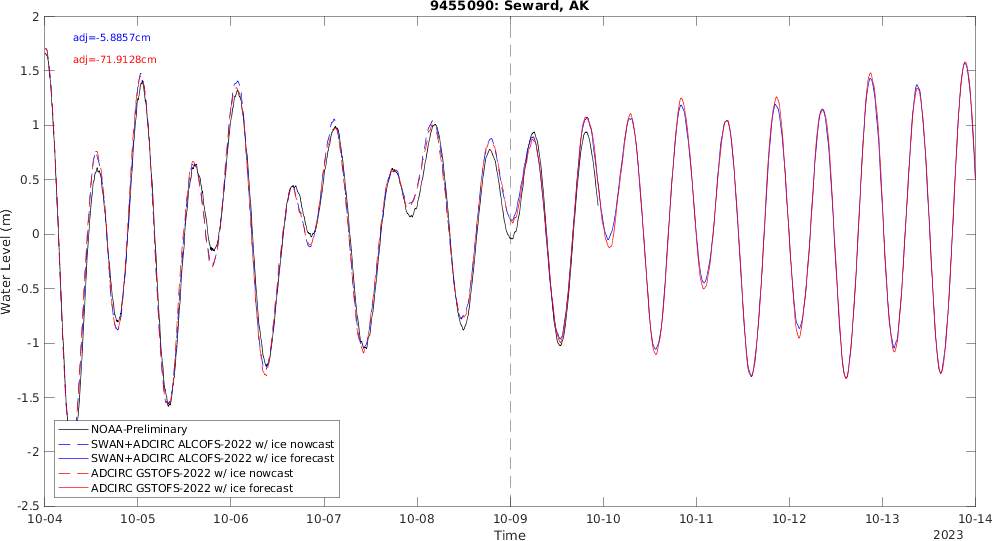 9455090: Seward, AK
adj=-5.8857cm
adj=-71.9128cm
2
1.5
1
0.5
0
-0.5
-1
-1.5
-2
-2.5
Water Level (m)
NOAA-Preliminary
SWAN+ADCIRC ALCOFS-2022 w/ ice nowcast
SWAN+ADCIRC ALCOFS-2022 w/ ice forecast
ADCIRC GSTOFS-2022 w/ ice nowcast
ADCIRC GSTOFS-2022 w/ ice forecast
10-04 10-05 10-06 10-07 10-08 10-09 10-10 10-11 10-12 10-13 10-14
Time
2023